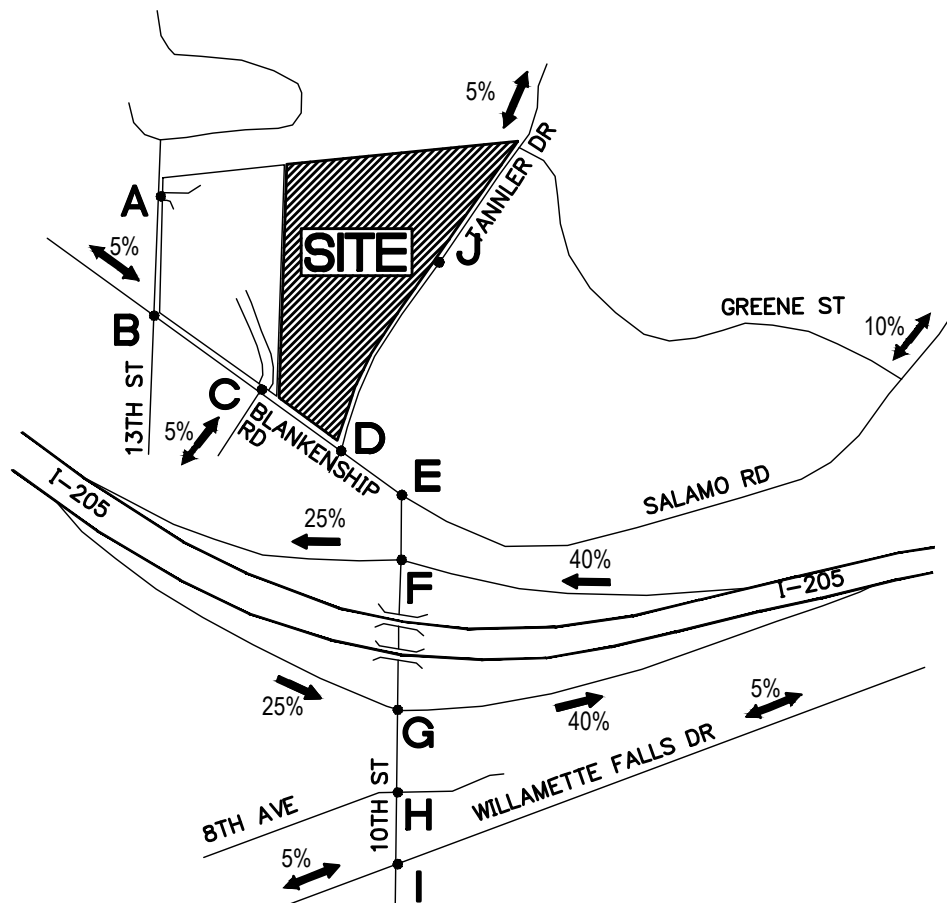 5%
TANNLER DR
A
SITE
J
5%
GREENE ST
10%
B
13TH ST
C
5%
BLANKENSHIP
RD
D
E
I-205
SALAMO RD
25%
40%
F
I-205
25%
40%
5%
G
10TH ST
WILLAMETTE FALLS DR
8TH AVE
H
5%
I